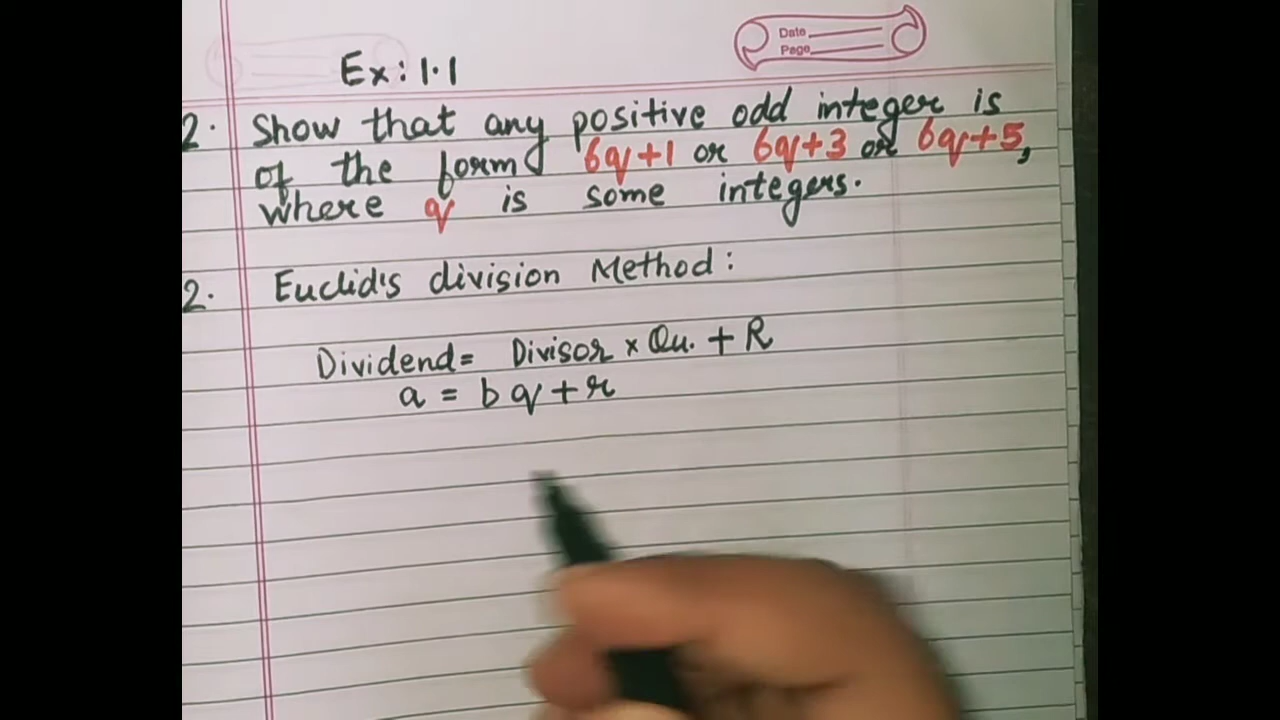 Date
Page
Ex: 1.1
2. Show that any positive odd integer is
of the form 6q+1 or 6q+3 or 6q+5,
where q is some integers.
2. Euclid's division Method:
Dividend = Divisor × Qu. + R
a = bq + r